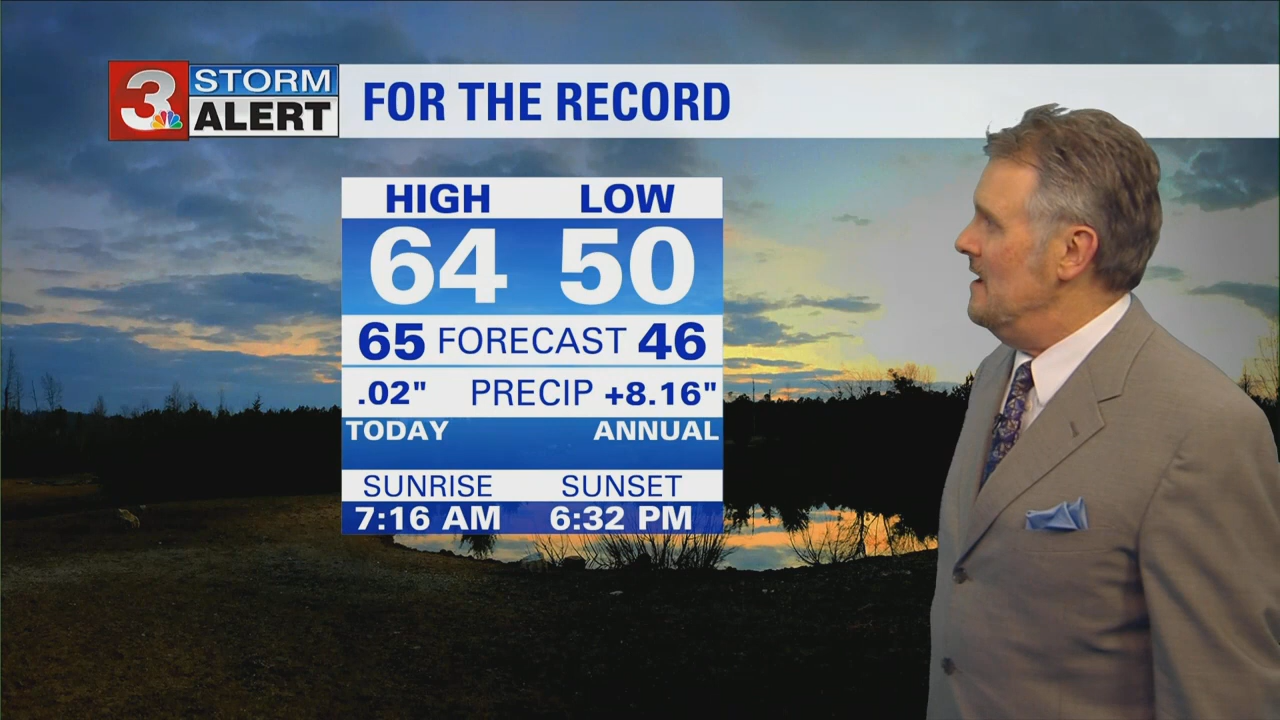 3 STORM ALERT
FOR THE RECORD
HIGH LOW
64 50
65 FORECAST 46
.02" PRECIP +8.16"
TODAY ANNUAL
SUNRISE SUNSET
7:16 AM 6:32 PM